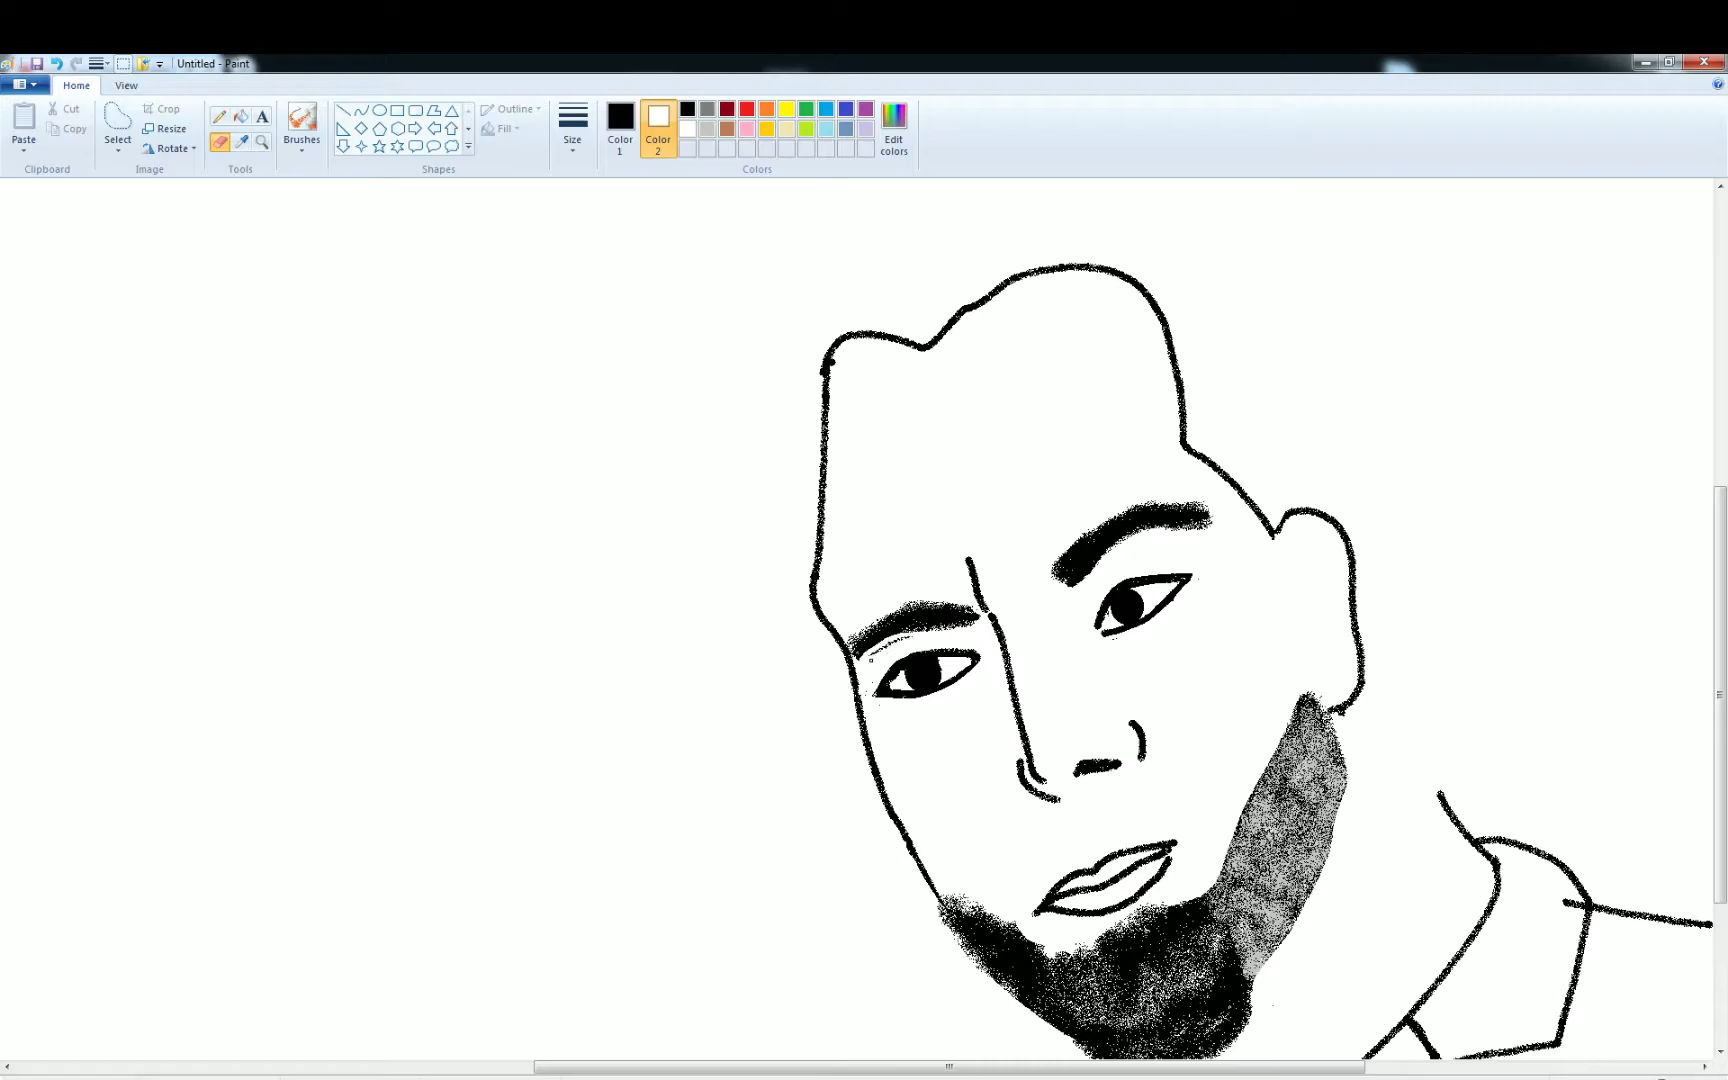 Untitled - Paint
Home View
Cut
Copy
Paste
Clipboard
Crop
Resize
Rotate
Select
Image
Tools
Brushes
Outline
Fill
Shapes
Size
Color
1
Color
2
Edit
colors
Colors